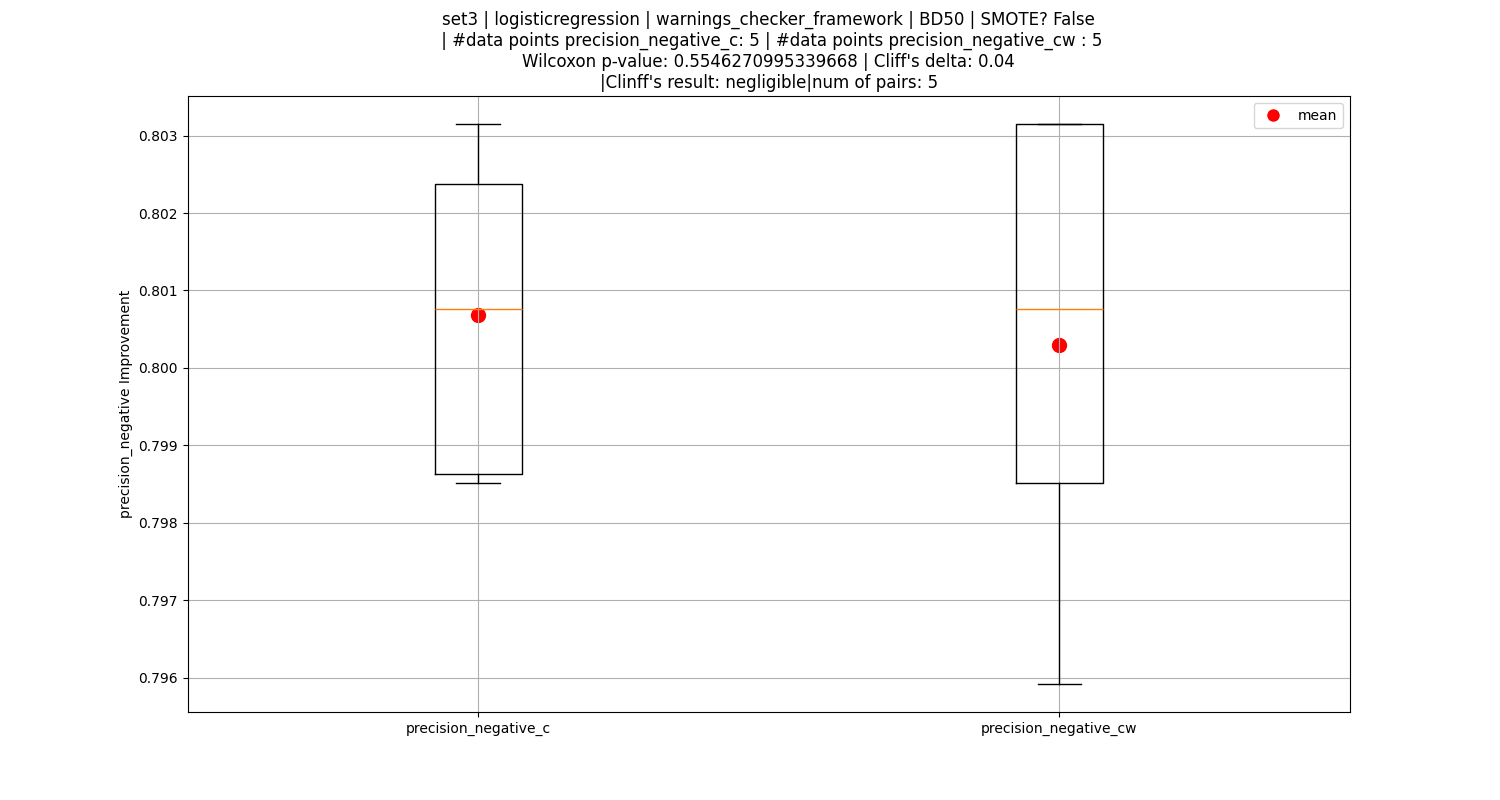 set3 | logisticregression | warnings_checker_framework | BD50 | SMOTE? False
| #data points precision_negative_c: 5 | #data points precision_negative_cw : 5
Wilcoxon p-value: 0.5546270995339668 | Cliff's delta: 0.04
|Clinff's result: negligible|num of pairs: 5
mean
0.803
0.802
0.801
0.800
0.799
0.798
0.797
0.796
precision_negative Improvement
precision_negative_c
precision_negative_cw